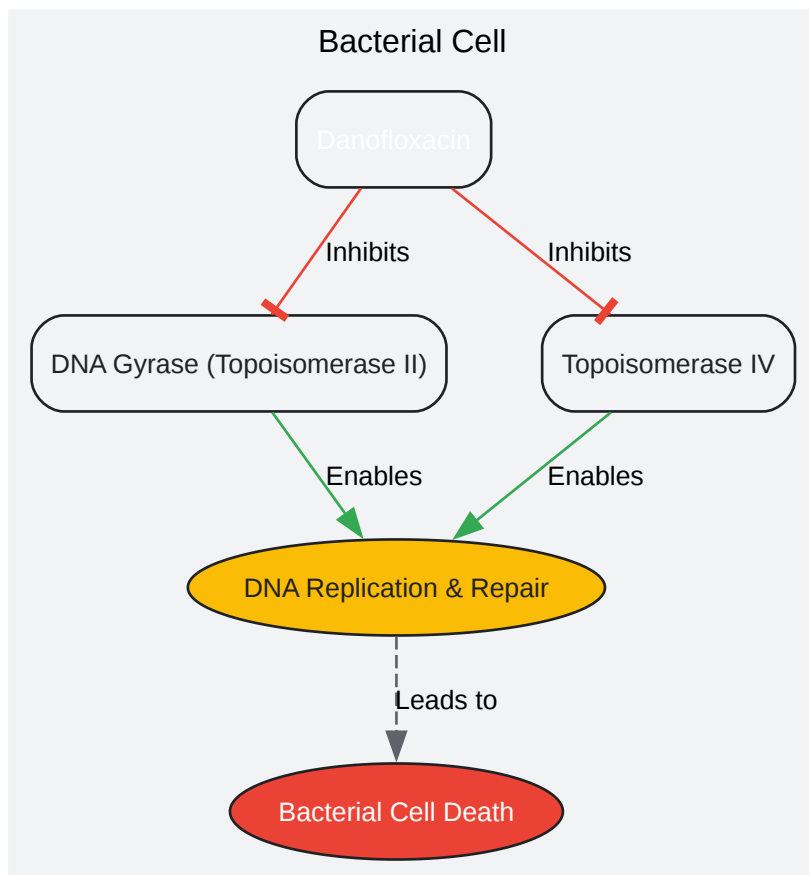 Bacterial Cell
Danofloxacin
Inhibits
Inhibits
DNA Gyrase (Topoisomerase II)
Topoisomerase IV
Enables
Enables
DNA Replication & Repair
Leads to
Bacterial Cell Death